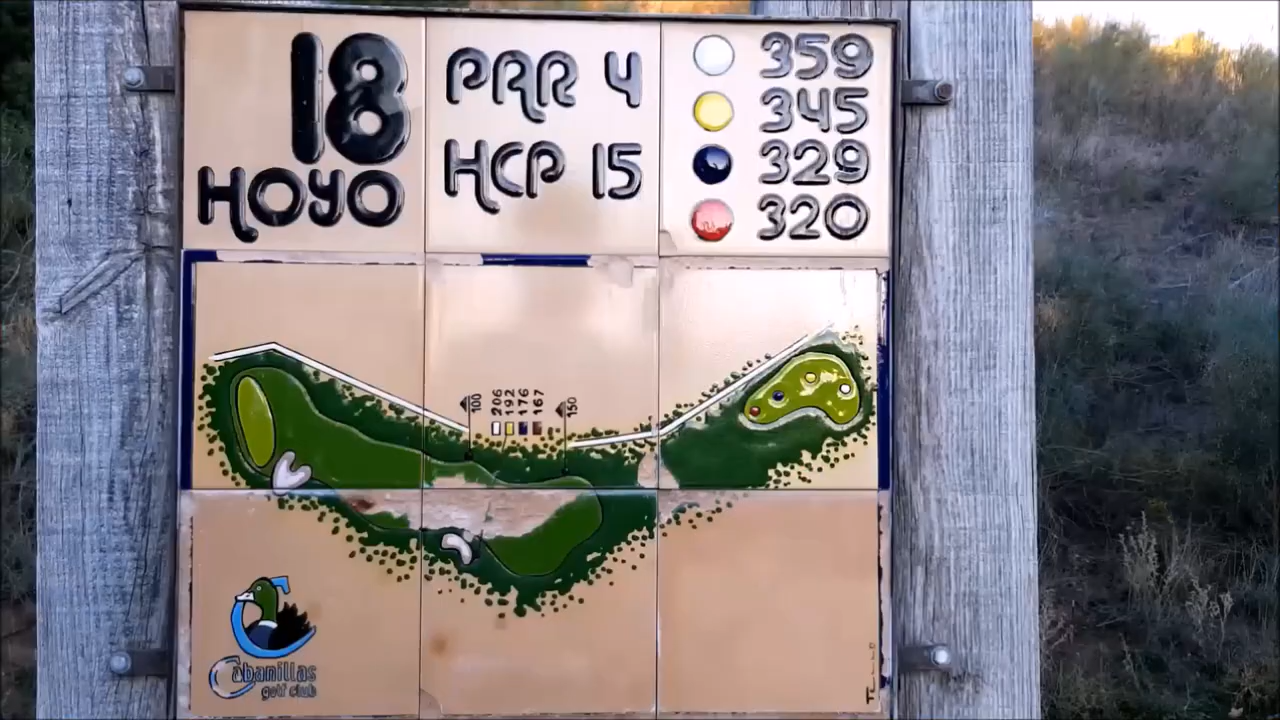 18
HOYO
PAR 4
HCP 15
359
345
329
320
100
206
192
176
167
150
Cabanillas
golf club